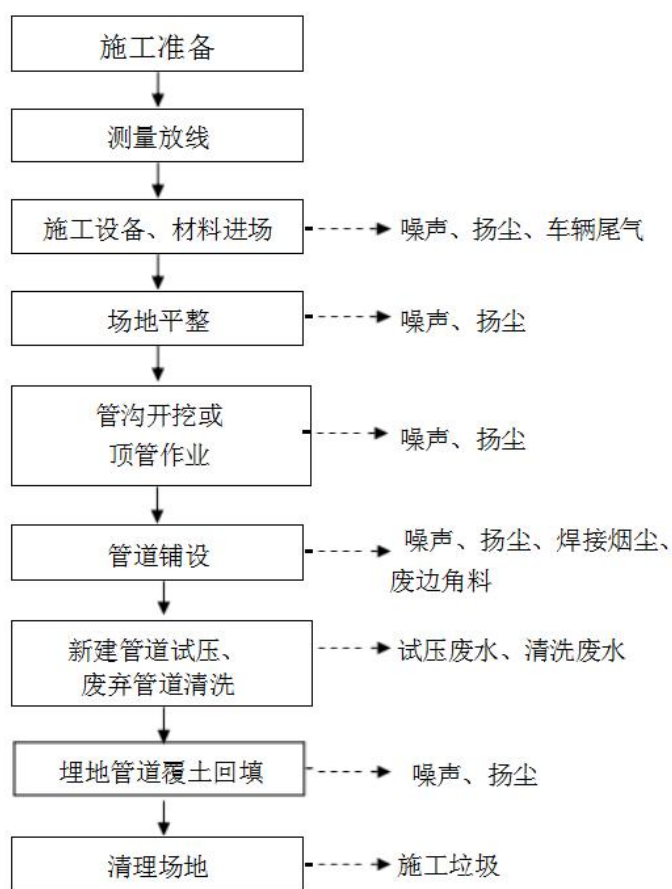 施工准备
测量放线
施工设备、材料进场
噪声、扬尘、车辆尾气
场地平整
噪声、扬尘
管沟开挖或
顶管作业
噪声、扬尘
管道铺设
噪声、扬尘、焊接烟尘、
废边角料
新建管道试压、
废弃管道清洗
试压废水、清洗废水
埋地管道覆土回填
噪声、扬尘
清理场地
施工垃圾